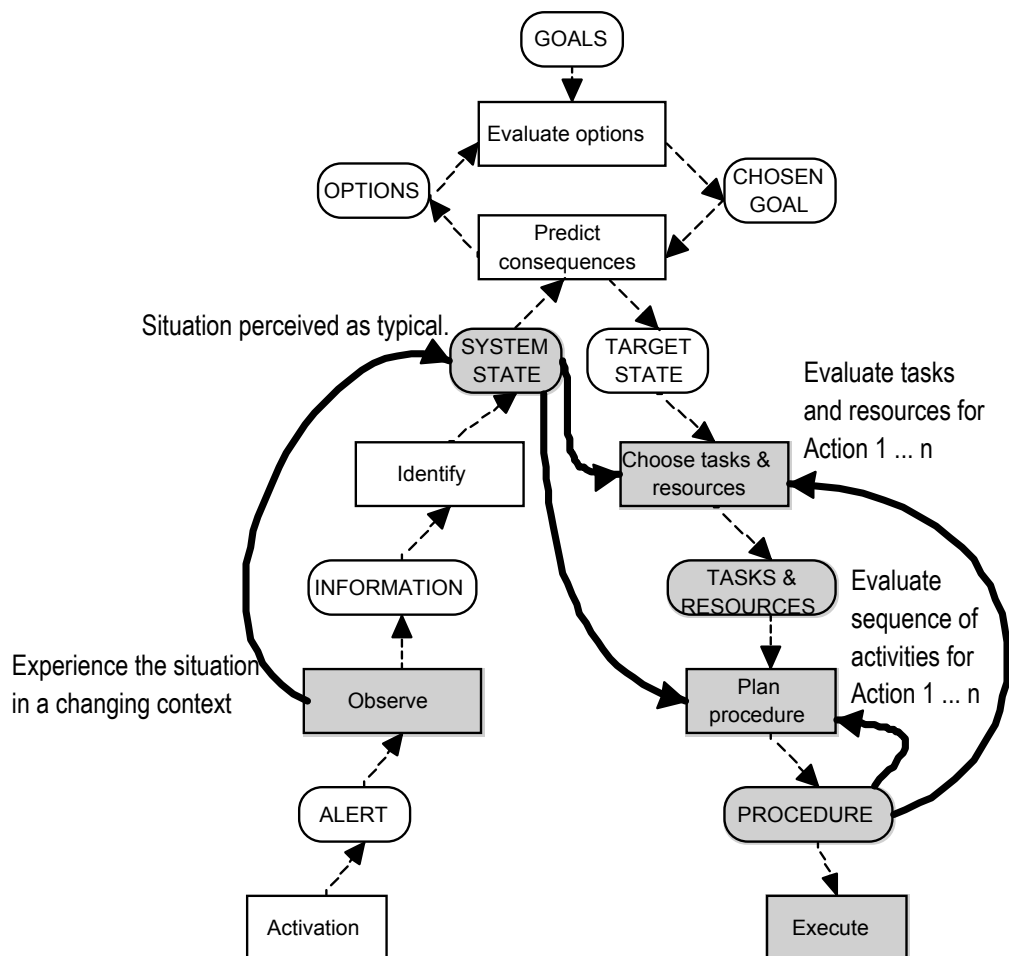 GOALS
Evaluate options
OPTIONS
CHOSEN
GOAL
Predict
consequences
Situation perceived as typical.
SYSTEM
STATE
TARGET
STATE
Evaluate tasks
and resources for
Action 1 ... n
Choose tasks &
resources
Identify
INFORMATION
TASKS &
RESOURCES
Evaluate
sequence of
activities for
Action 1 ... n
Experience the situation
in a changing context
Observe
Plan
procedure
ALERT
PROCEDURE
Activation
Execute